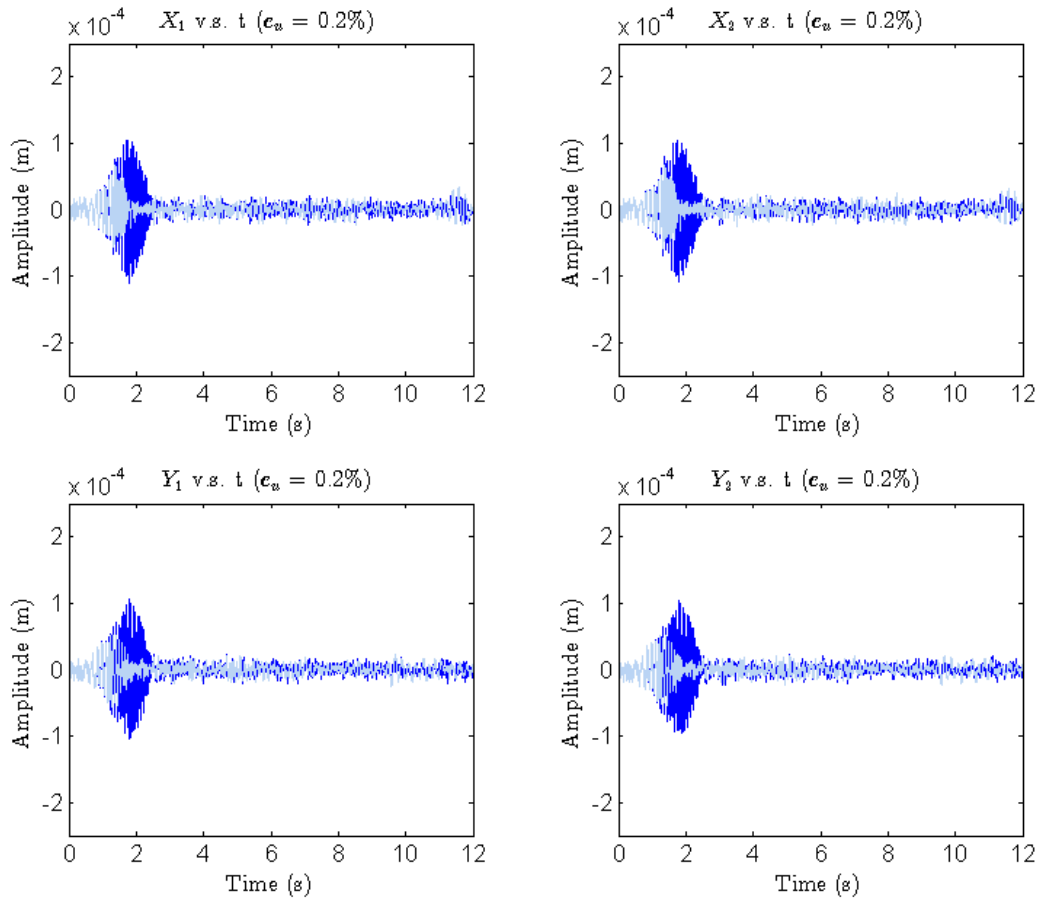 × 10⁻⁴ X₁ v.s. t (eᵤ = 0.2%)
2
1
0
-1
-2
Amplitude (m)
0 2 4 6 8 10 12
Time (s)
× 10⁻⁴ X₂ v.s. t (eᵤ = 0.2%)
2
1
0
-1
-2
Amplitude (m)
0 2 4 6 8 10 12
Time (s)
× 10⁻⁴ Y₁ v.s. t (eᵤ = 0.2%)
2
1
0
-1
-2
Amplitude (m)
0 2 4 6 8 10 12
Time (s)
× 10⁻⁴ Y₂ v.s. t (eᵤ = 0.2%)
2
1
0
-1
-2
Amplitude (m)
0 2 4 6 8 10 12
Time (s)